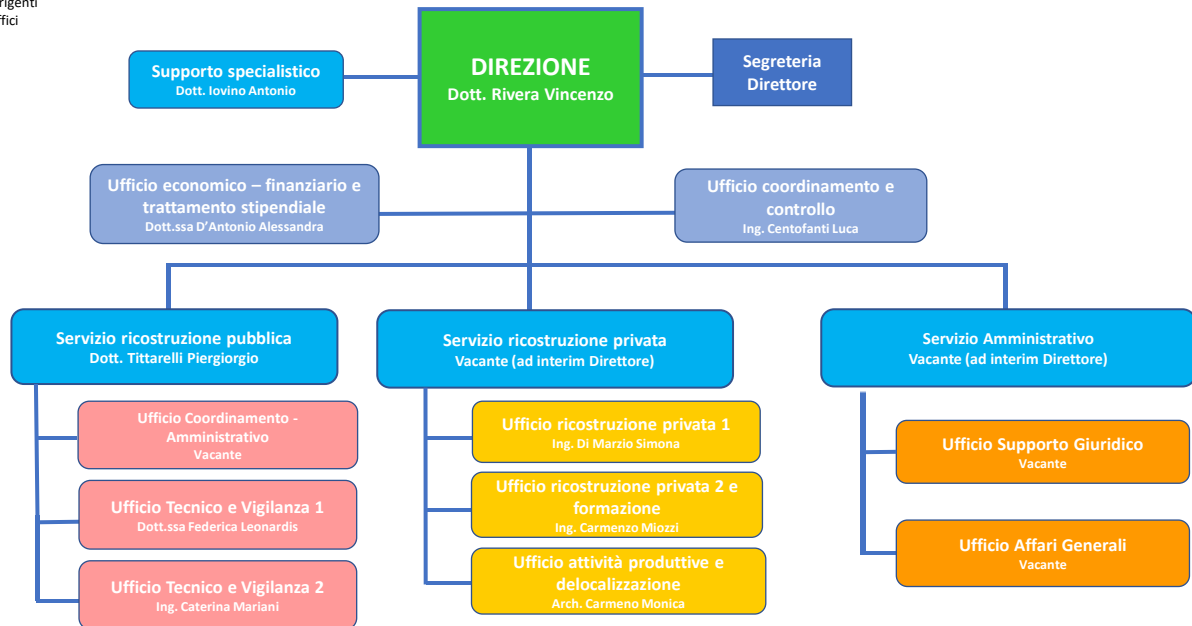 DIREZIONE
Dott. Rivera Vincenzo
Supporto specialistico
Dott. Iovino Antonio
Segreteria
Direttore
Ufficio economico – finanziario e
trattamento stipendiale
Dott.ssa D'Antonio Alessandra
Ufficio coordinamento e
controllo
Ing. Centofanti Luca
Servizio ricostruzione pubblica
Dott. Tittarelli Piergiorgio
Servizio ricostruzione privata
Vacante (ad interim Direttore)
Servizio Amministrativo
Vacante (ad interim Direttore)
Ufficio Coordinamento -
Amministrativo
Vacante
Ufficio Tecnico e Vigilanza 1
Dott.ssa Federica Leonardis
Ufficio Tecnico e Vigilanza 2
Ing. Caterina Mariani
Ufficio ricostruzione privata 1
Ing. Di Marzio Simona
Ufficio ricostruzione privata 2 e
formazione
Ing. Carmenzo Miozzi
Ufficio attività produttive e
delocalizzazione
Arch. Carmeno Monica
Ufficio Supporto Giuridico
Vacante
Ufficio Affari Generali
Vacante